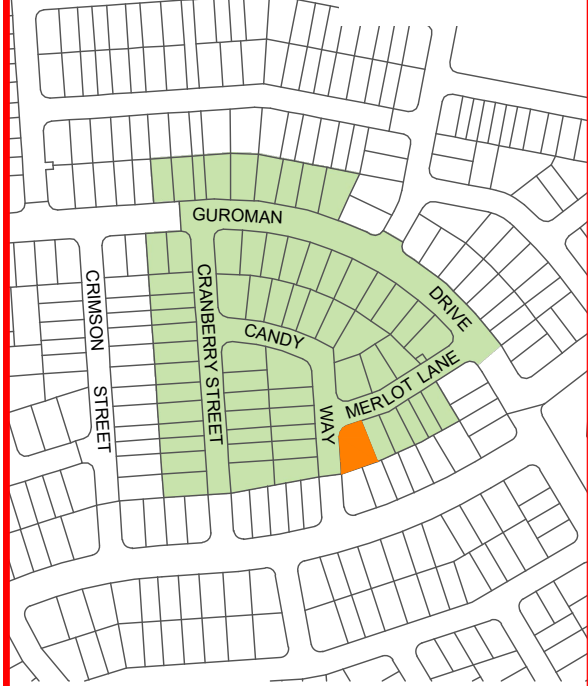 GUROMAN
DRIVE
CRIMSON
STREET
CRANBERRY STREET
CANDY
WAY
MERLOT LANE